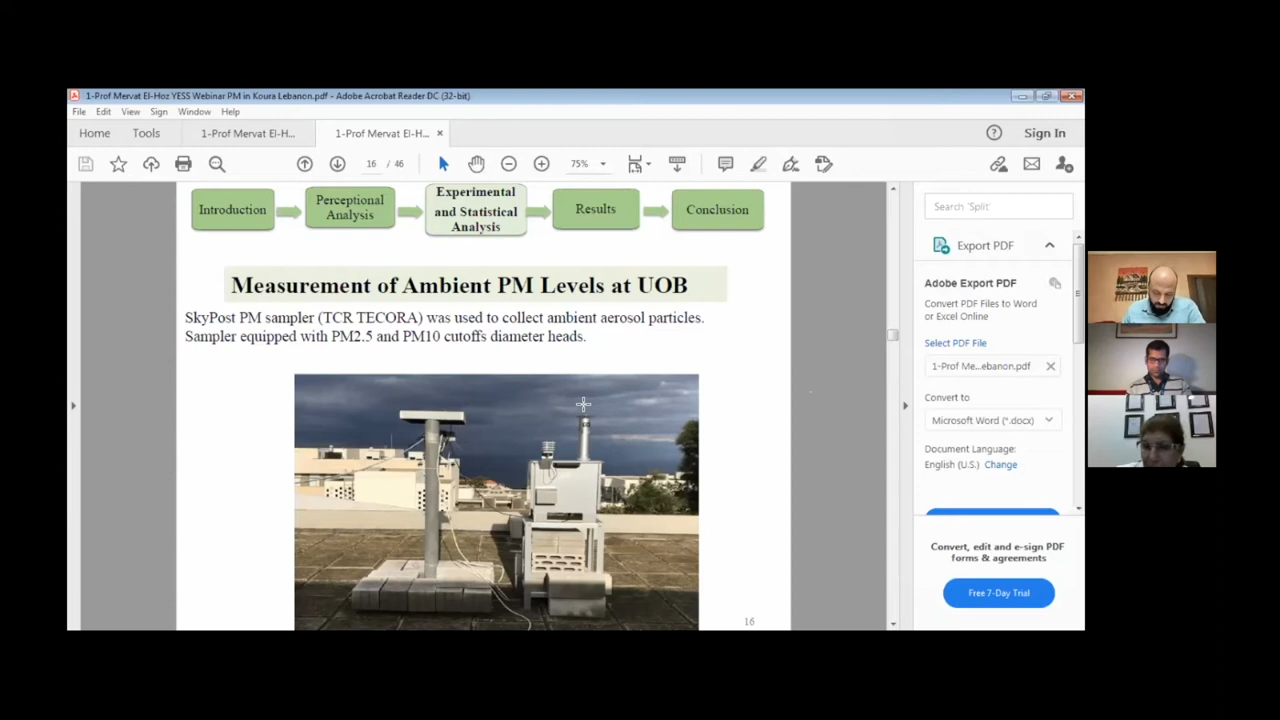 1-Prof Mervat El-Hoz YESS Webinar PM in Koura Lebanon.pdf - Adobe Acrobat Reader DC (32-bit)
File Edit View Sign Window Help
Home Tools 1-Prof Mervat El-H... 1-Prof Mervat El-H... × Sign In
16 / 46 75%
Introduction
Perceptional
Analysis
Experimental
and Statistical
Analysis
Results
Conclusion
Measurement of Ambient PM Levels at UOB
SkyPost PM sampler (TCR TECORA) was used to collect ambient aerosol particles.
Sampler equipped with PM2.5 and PM10 cutoffs diameter heads.
16
Search 'Split'
Export PDF
Adobe Export PDF
Convert PDF Files to Word
or Excel Online
Select PDF File
1-Prof Me...ebanon.pdf
Convert to
Microsoft Word (*.docx)
Document Language:
English (U.S.) Change
Convert, edit and e-sign PDF
forms & agreements
Free 7-Day Trial